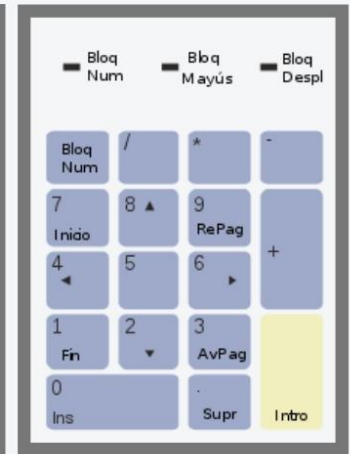 Bloq
Num
Bloq
Mayús
Bloq
Despl
Bloq
Num
/
*
-
7
Inicio
8
9
RePag
+
4
5
6
1
Fin
2
3
AvPag
0
Ins
.
Supr
Intro